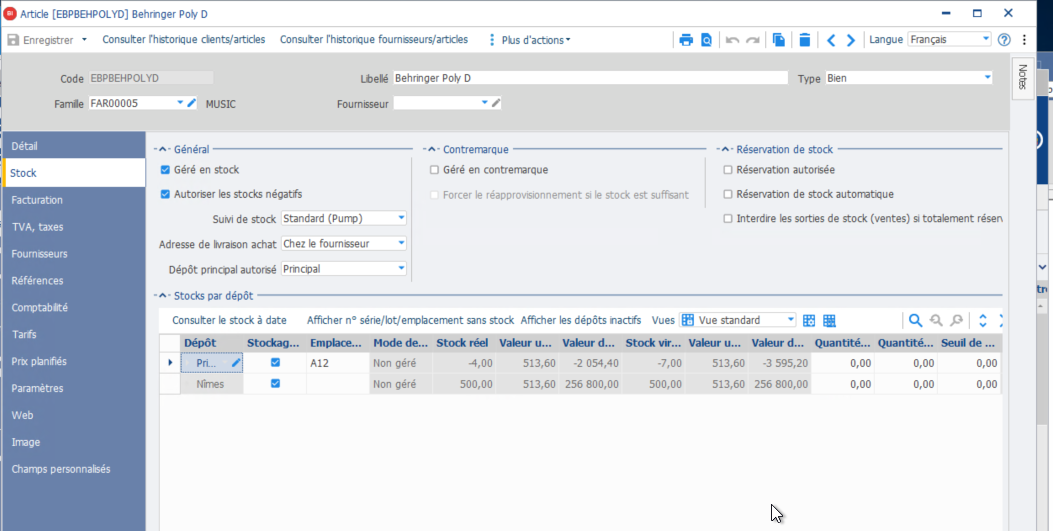 Article [EBPBEHPOLYD] Behringer Poly D
Enregistrer Consulter l'historique clients/articles Consulter l'historique fournisseurs/articles Plus d'actions Langue Français
Notes
Code EBPBEHPOLYD Libellé Behringer Poly D Type Bien
Famille FAR00005 MUSIC Fournisseur
Détail
Stock
Facturation
TVA, taxes
Fournisseurs
Références
Comptabilité
Tarifs
Prix planifiés
Paramètres
Web
Image
Champs personnalisés
Général
Géré en stock
Autoriser les stocks négatifs
Suivi de stock Standard (Pump)
Adresse de livraison achat Chez le fournisseur
Dépôt principal autorisé Principal
Contremarque
Géré en contremarque
Forcer le réapprovisionnement si le stock est suffisant
Réservation de stock
Réservation autorisée
Réservation de stock automatique
Interdire les sorties de stock (ventes) si totalement réserv
Stocks par dépôt
Consulter le stock à date Afficher n° série/lot/emplacement sans stock Afficher les dépôts inactifs Vues Vue standard
Dépôt Stockag... Emplace... Mode de... Stock réel Valeur u... Valeur d... Stock vir... Valeur u... Valeur d... Quantité... Quantité... Seuil de ...
Pri... A12 Non géré -4,00 513,60 -2 054,40 -7,00 513,60 -3 595,20 0,00 0,00 0,00
Nîmes Non géré 500,00 513,60 256 800,00 500,00 513,60 256 800,00 0,00 0,00 0,00